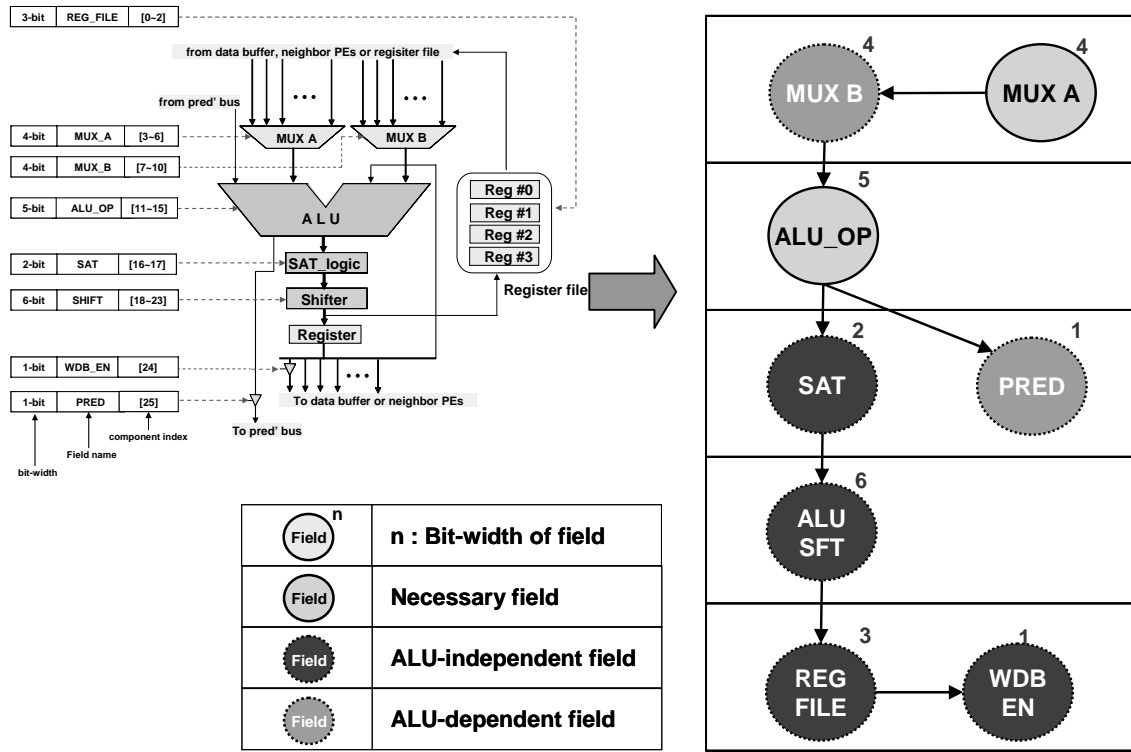 3-bit REG_FILE [0~2]
from data buffer, neighbor PEs or regisiter file
from pred' bus
4-bit MUX_A [3~6]
4-bit MUX_B [7~10]
5-bit ALU_OP [11~15]
2-bit SAT [16~17]
6-bit SHIFT [18~23]
1-bit WDB_EN [24]
1-bit PRED [25]
bit-width
Field name
component index
MUX A
MUX B
A L U
SAT_logic
Shifter
Register
To data buffer or neighbor PEs
To pred' bus
Reg #0
Reg #1
Reg #2
Reg #3
Register file
Field n
n : Bit-width of field
Field
Necessary field
Field
ALU-independent field
Field
ALU-dependent field
4
MUX B
4
MUX A
5
ALU_OP
2
SAT
1
PRED
6
ALU
SFT
3
REG
FILE
1
WDB
EN